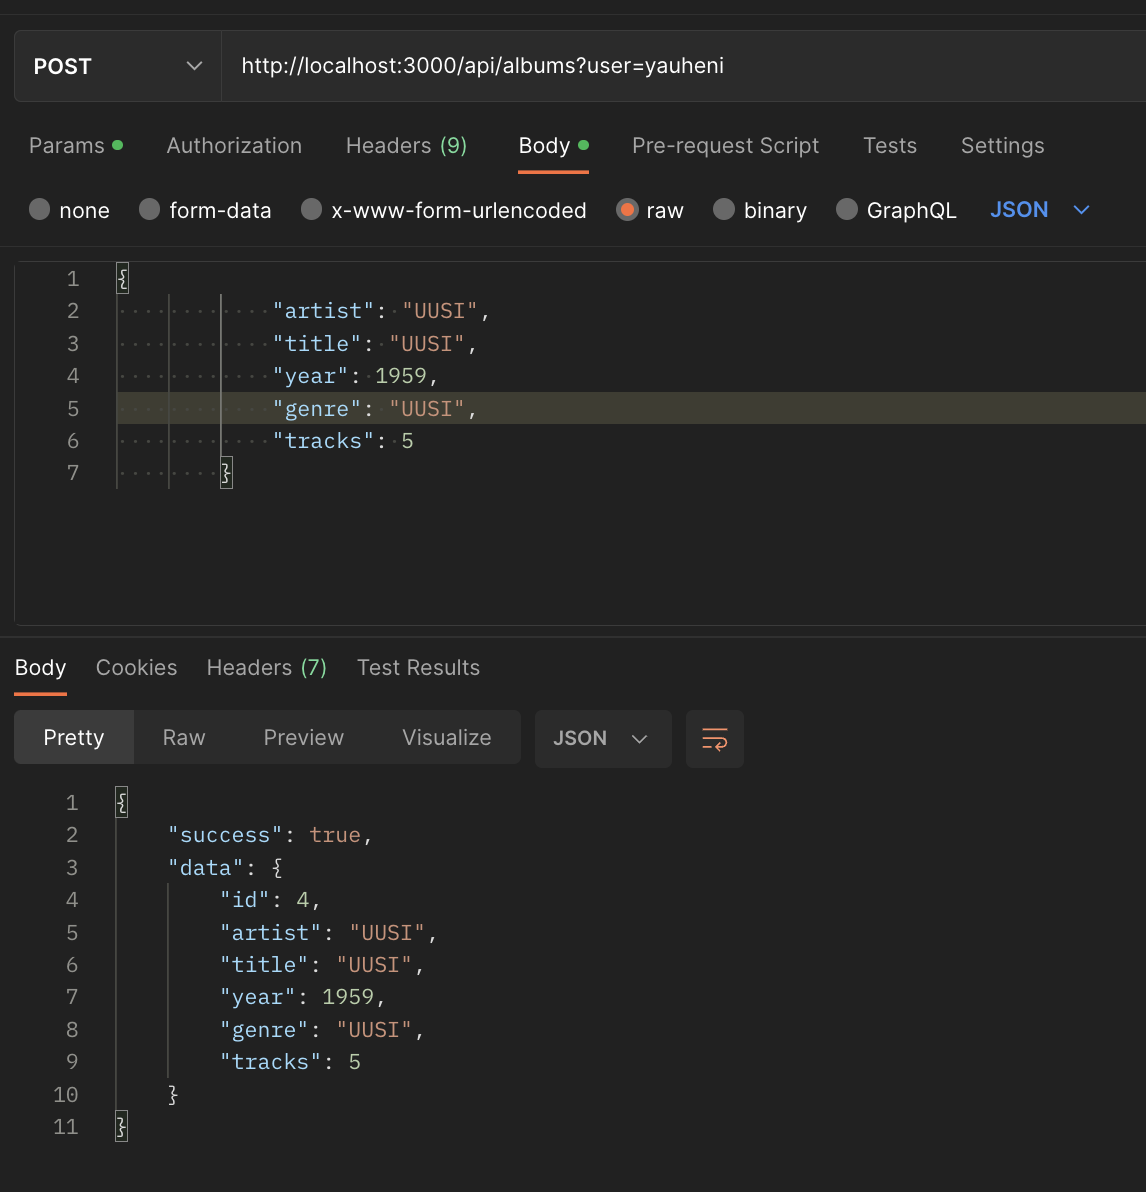 POST http://localhost:3000/api/albums?user=yauheni
Params Authorization Headers (9) Body Pre-request Script Tests Settings
none form-data x-www-form-urlencoded raw binary GraphQL JSON
1 {
2 "artist": "UUSI",
3 "title": "UUSI",
4 "year": 1959,
5 "genre": "UUSI",
6 "tracks": 5
7 }
Body Cookies Headers (7) Test Results
Pretty Raw Preview Visualize JSON
1 {
2 "success": true,
3 "data": {
4 "id": 4,
5 "artist": "UUSI",
6 "title": "UUSI",
7 "year": 1959,
8 "genre": "UUSI",
9 "tracks": 5
10 }
11 }